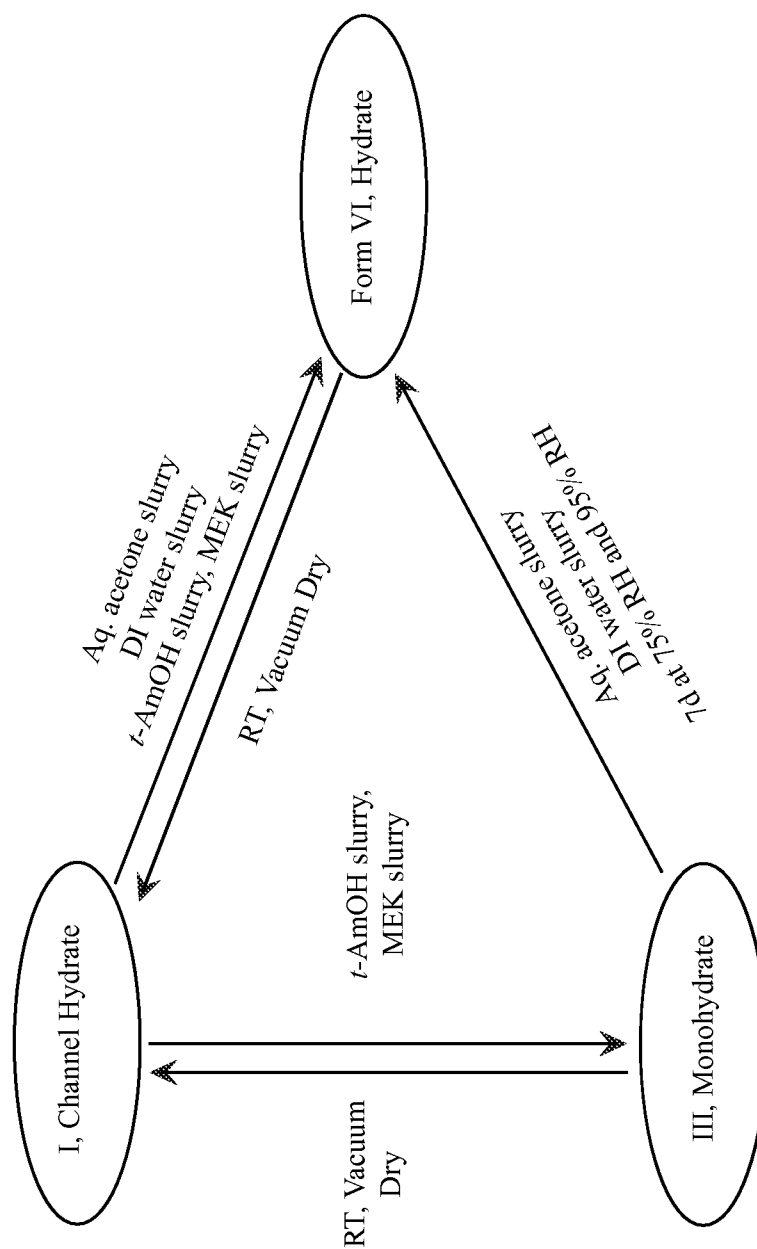 I, Channel Hydrate
Aq. acetone slurry
DI water slurry
t-AmOH slurry, MEK slurry
RT, Vacuum Dry
Form VI, Hydrate
RT, Vacuum
Dry
t-AmOH slurry,
MEK slurry
III, Monohydrate
Aq. acetone slurry
DI water slurry
7d at 75% RH and 95% RH